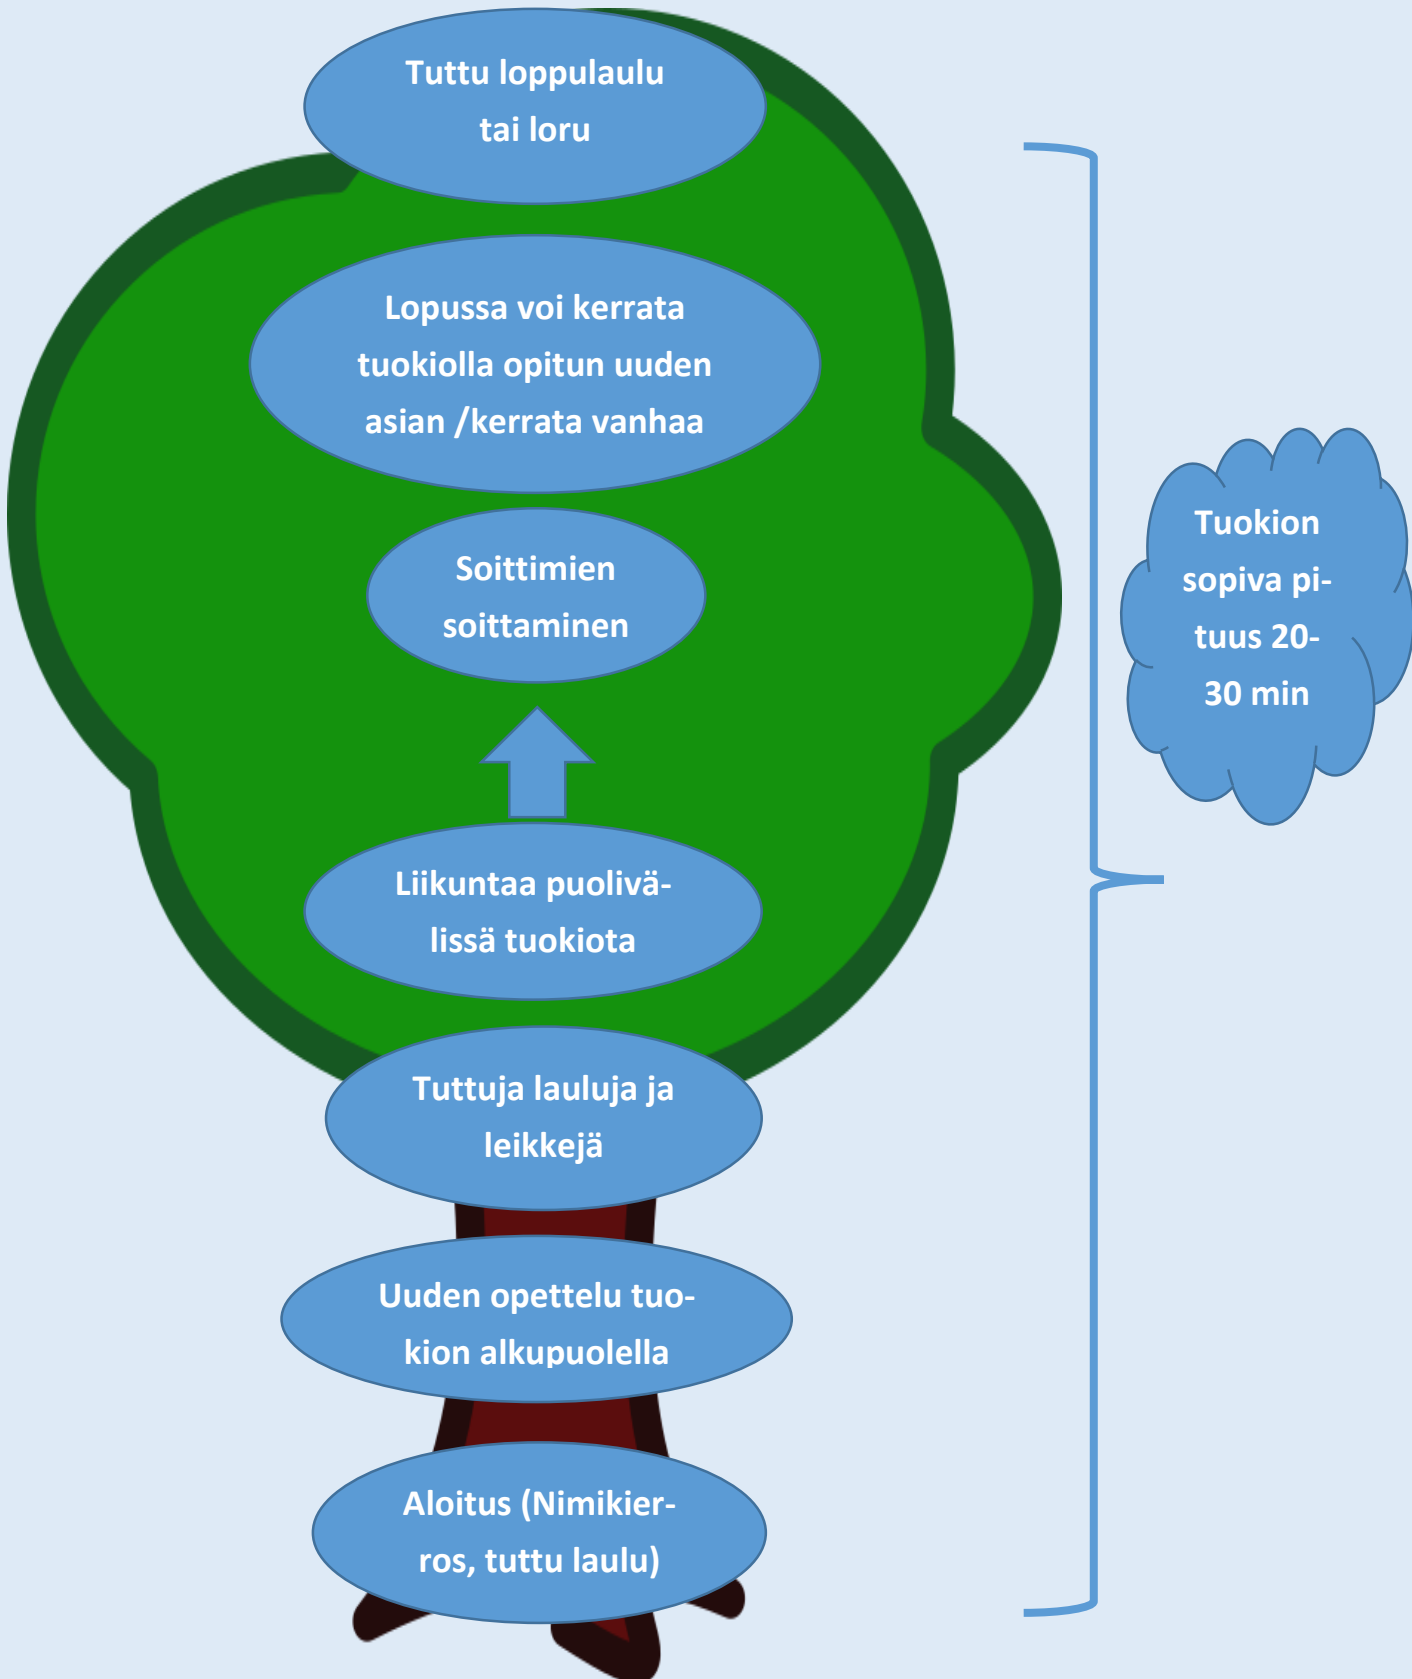 Tuttu loppulaulu
tai loru
Lopussa voi kerrata
tuokiolla opitun uuden
asian /kerrata vanhaa
Soittimien
soittaminen
Tuokion
sopiva pi-
tuus 20-
30 min
Liikuntaa puolivä-
lissä tuokiota
Tuttuja lauluja ja
leikkejä
Uuden opettelu tuo-
kion alkupuolella
Aloitus (Nimikier-
ros, tuttu laulu)